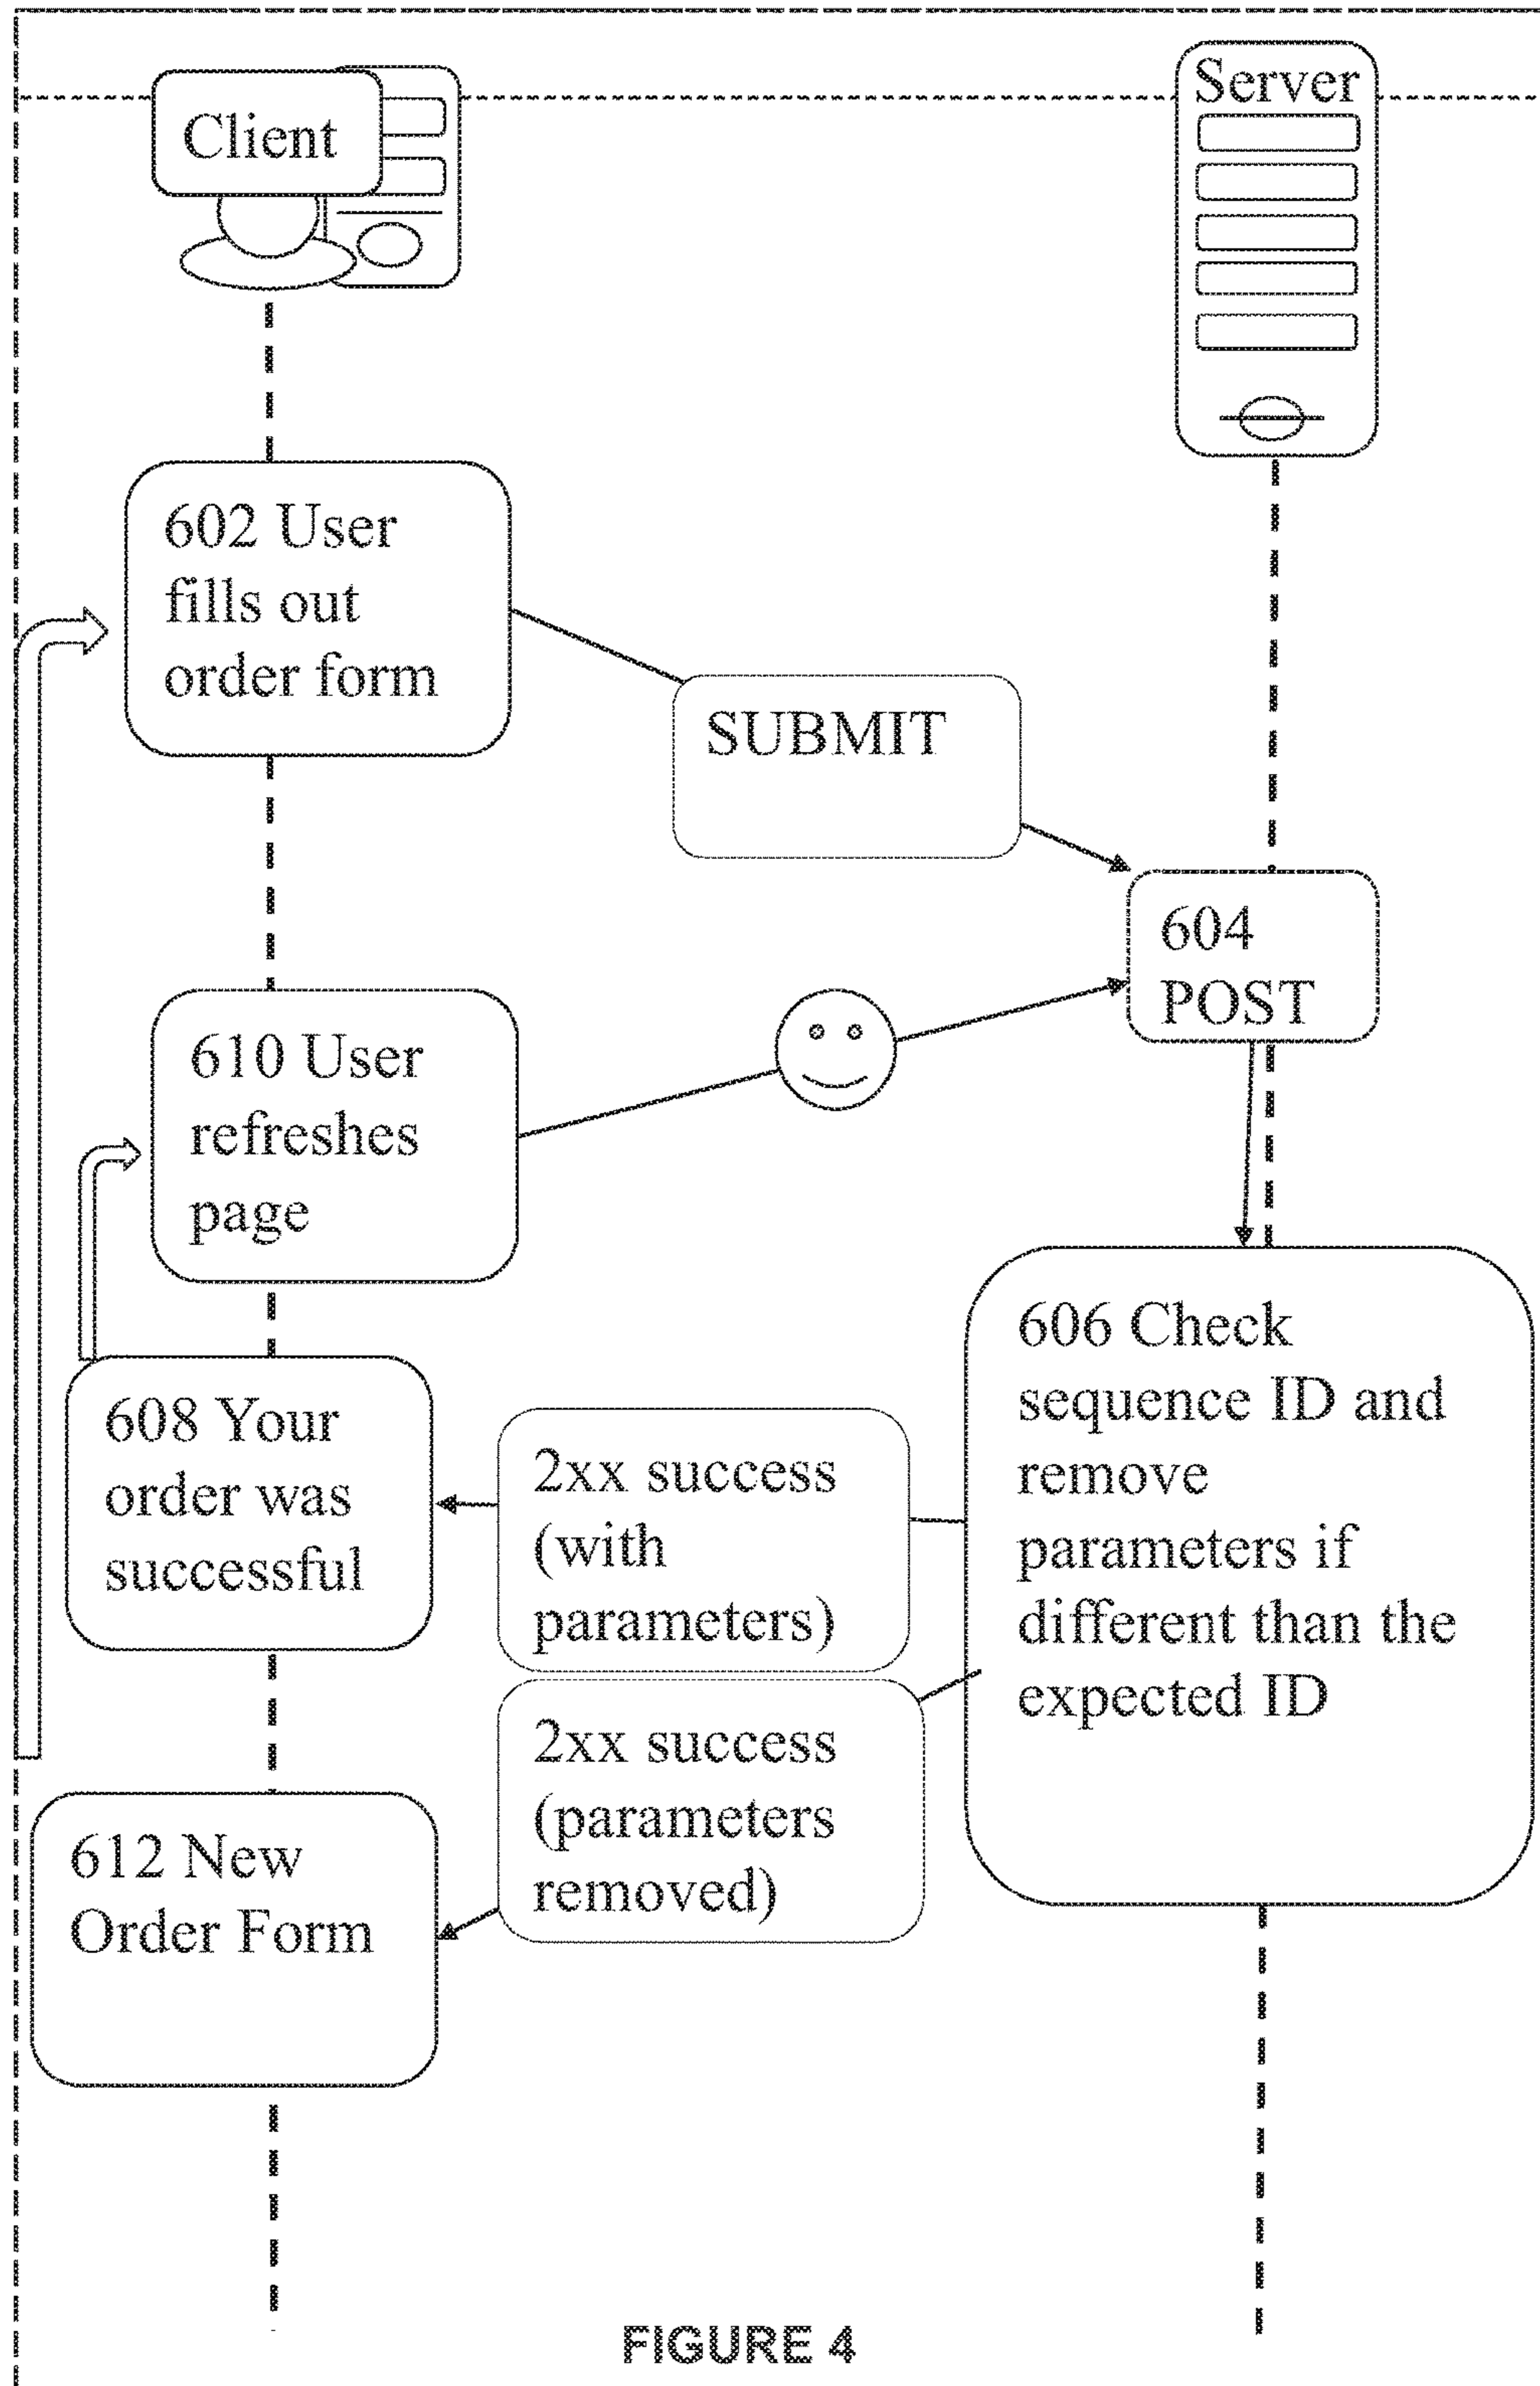 Client
Server
602 User
fills out
order form
SUBMIT
604
POST
610 User
refreshes
page
606 Check
sequence ID and
remove
parameters if
different than the
expected ID
608 Your
order was
successful
2xx success
(with
parameters)
2xx success
(parameters
removed)
612 New
Order Form
FIGURE 4